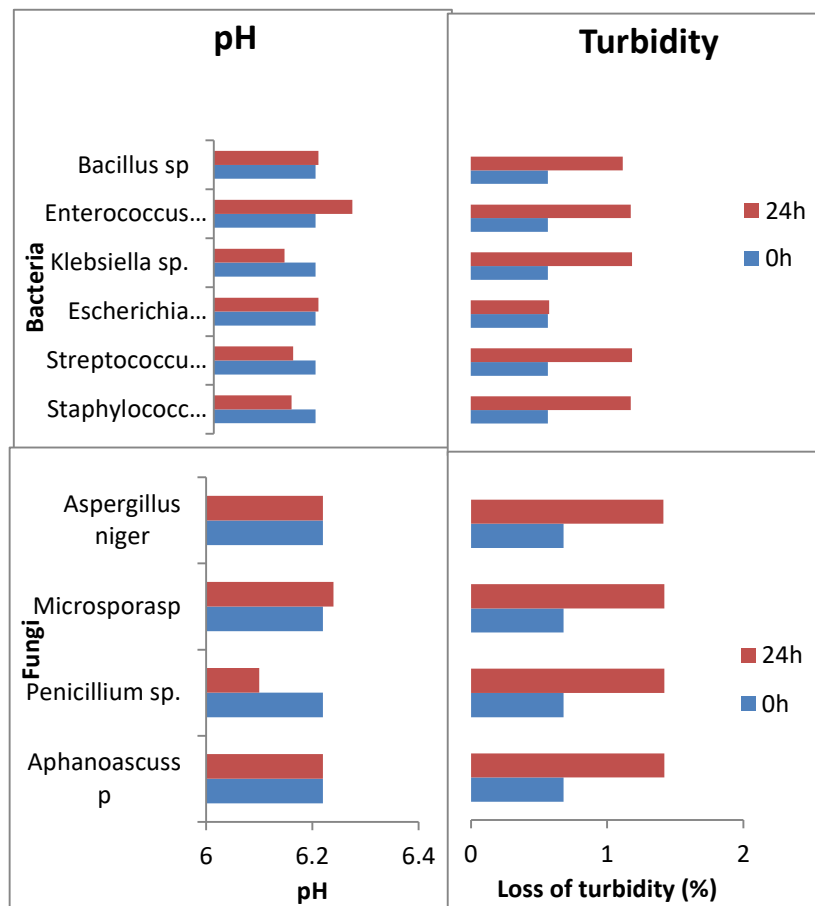 pH
Turbidity
Bacteria
Bacillus sp
Enterococcus...
Klebsiella sp.
Escherichia...
Streptococcu...
Staphylococc...
24h
0h
Fungi
Aspergillus
niger
Microsporasp
Penicillium sp.
Aphanoascuss
p
24h
0h
6
6.2
6.4
pH
0
1
2
Loss of turbidity (%)